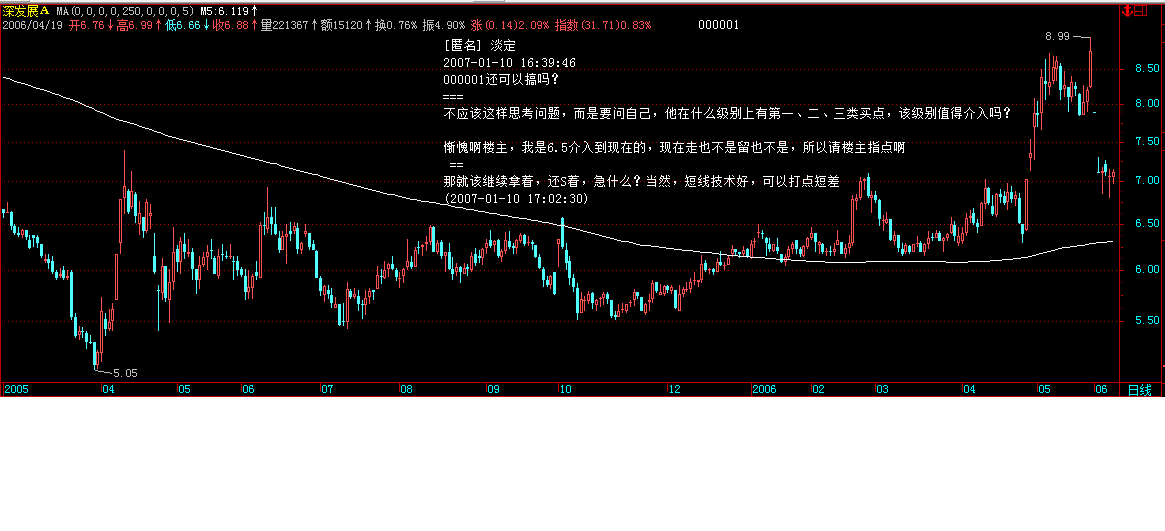 深发展A MA(0,0,0,0,250,0,0,0,5) M5:6.119↑
2006/04/19 开6.76↓高6.99↑低6.66↓收6.88↑量221367↑额15120↑换0.76% 振4.90% 涨(0.14)2.09% 指数(31.71)0.83% 000001
[匿名] 淡定
2007-01-10 16:39:46
000001还可以搞吗?
===
不应该这样思考问题，而是要问自己，他在什么级别上有第一、二、三类买点，该级别值得介入吗?
惭愧啊楼主，我是6.5介入到现在的，现在走也不是留也不是，所以请楼主指点啊
==
那就该继续拿着，还S着，急什么?当然，短线技术好，可以打点短差
(2007-01-10 17:02:30)
8.99
8.50
8.00
7.50
7.00
6.50
6.00
5.50
5.05
2005 04 05 06 07 08 09 10 12 2006 02 03 04 05 06 日线